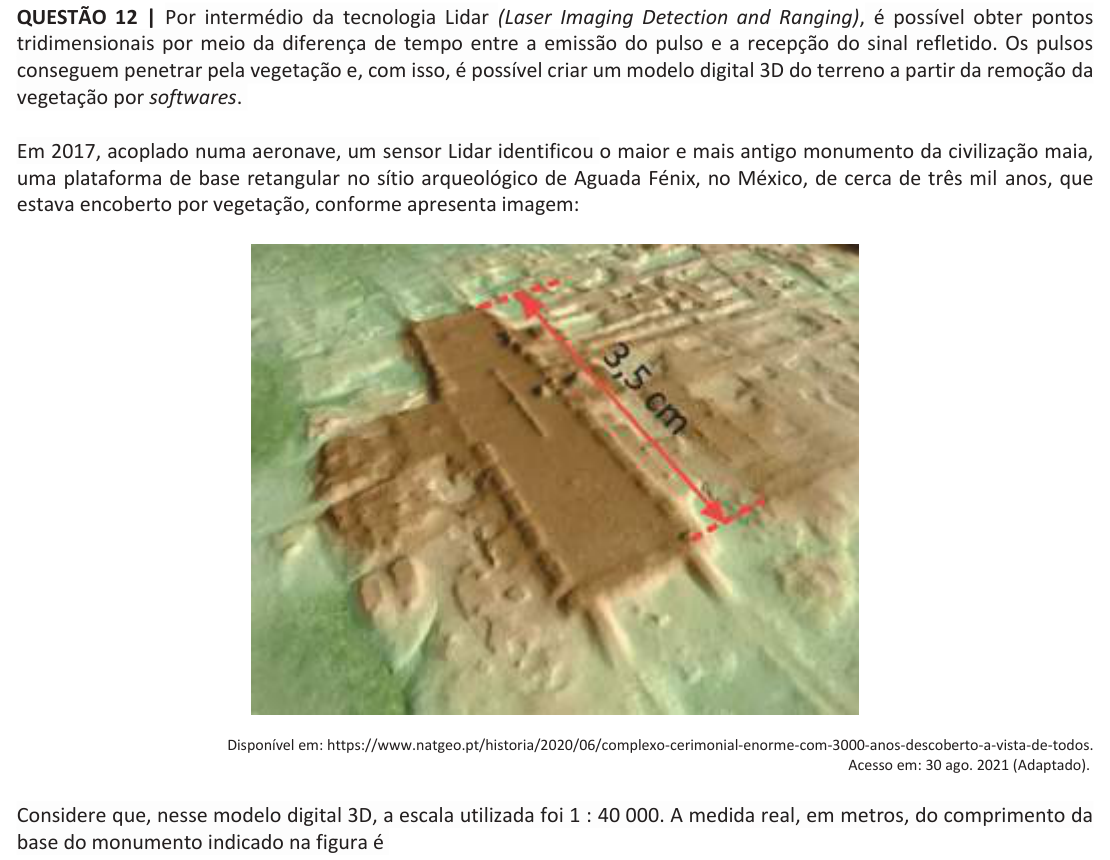 QUESTÃO 12 | Por intermédio da tecnologia Lidar (Laser Imaging Detection and Ranging), é possível obter pontos
tridimensionais por meio da diferença de tempo entre a emissão do pulso e a recepção do sinal refletido. Os pulsos
conseguem penetrar pela vegetação e, com isso, é possível criar um modelo digital 3D do terreno a partir da remoção da
vegetação por softwares.
Em 2017, acoplado numa aeronave, um sensor Lidar identificou o maior e mais antigo monumento da civilização maia,
uma plataforma de base retangular no sítio arqueológico de Aguada Fénix, no México, de cerca de três mil anos, que
estava encoberto por vegetação, conforme apresenta imagem:
3,5 cm
Disponível em: https://www.natgeo.pt/historia/2020/06/complexo-cerimonial-enorme-com-3000-anos-descoberto-a-vista-de-todos.
Acesso em: 30 ago. 2021 (Adaptado).
Considere que, nesse modelo digital 3D, a escala utilizada foi 1 : 40 000. A medida real, em metros, do comprimento da
base do monumento indicado na figura é